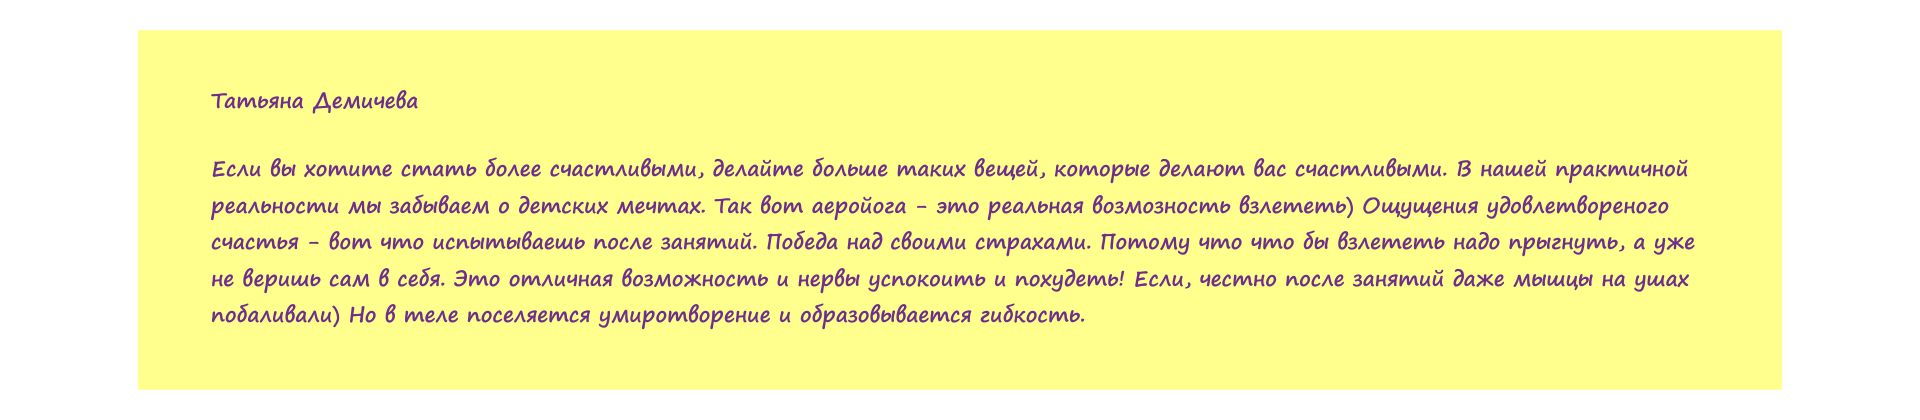 Татьяна Демичева
Если вы хотите стать более счастливыми, делайте больше таких вещей, которые делают вас счастливыми. В нашей практичной
реальности мы забываем о детских мечтах. Так вот аеройога – это реальная возмозность взлететь) Ощущения удовлетвореного
счастья – вот что испытываешь после занятий. Победа над своими страхами. Потому что что бы взлететь надо прыгнуть, а уже
не веришь сам в себя. Это отличная возможность и нервы успокоить и похудеть! Если, честно после занятий даже мышцы на ушах
побаливали) Но в теле поселяется умиротворение и образовывается гибкость.